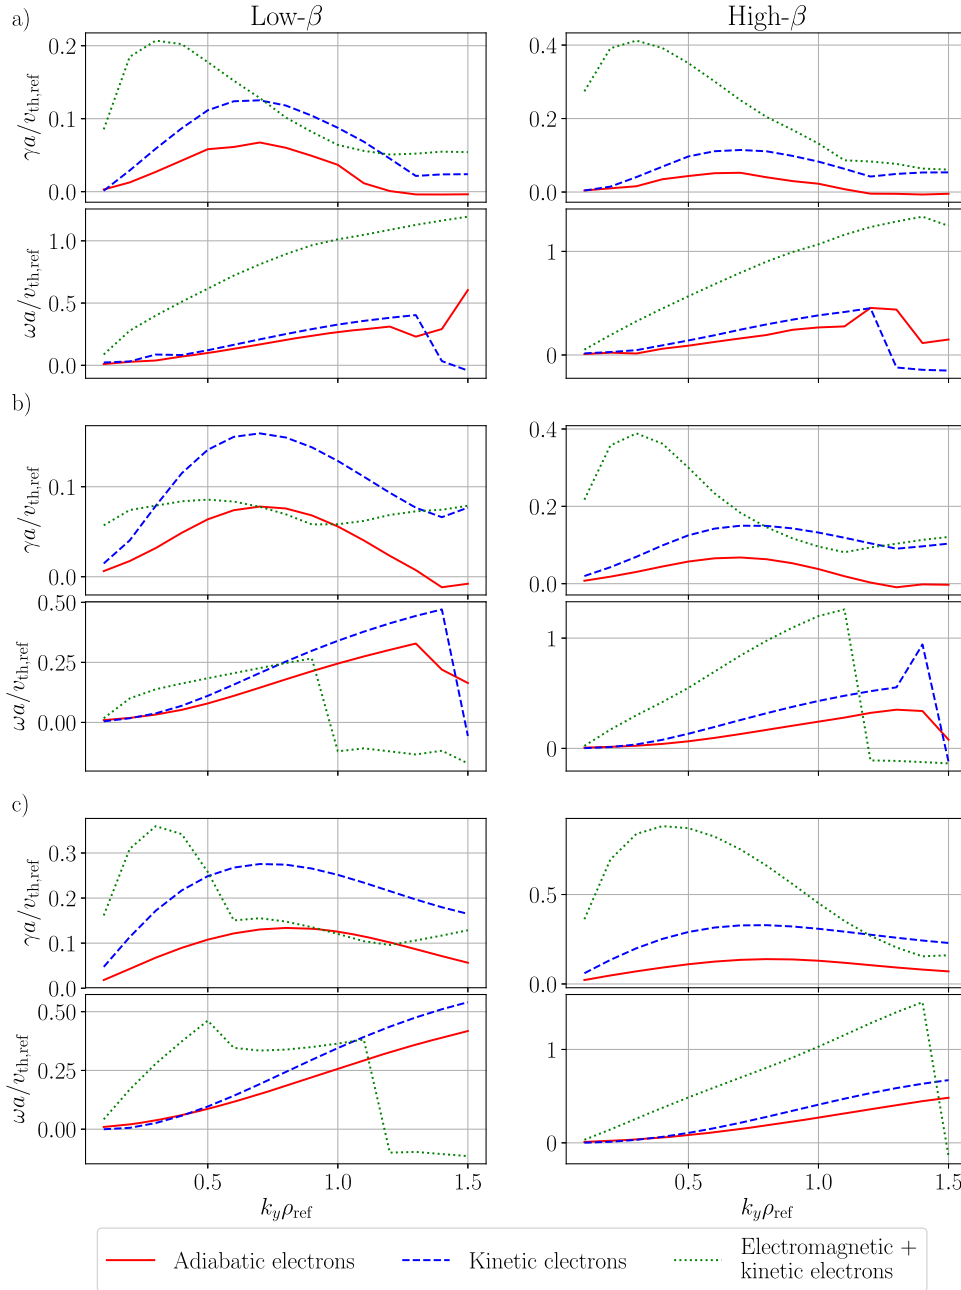 a) Low-β High-β
γa/v_th,ref
0.2
0.1
0.0
0.4
0.2
0.0
ωa/v_th,ref
1.0
0.5
0.0
1
0
b)
γa/v_th,ref
0.1
0.0
0.4
0.2
0.0
ωa/v_th,ref
0.50
0.25
0.00
1
0
c)
γa/v_th,ref
0.3
0.2
0.1
0.0
0.5
0.0
ωa/v_th,ref
0.50
0.25
0.00
1
0
0.5 1.0 1.5 0.5 1.0 1.5
k_yρ_ref k_yρ_ref
Adiabatic electrons Kinetic clectrons Electromagnetic +
kinetic electrons